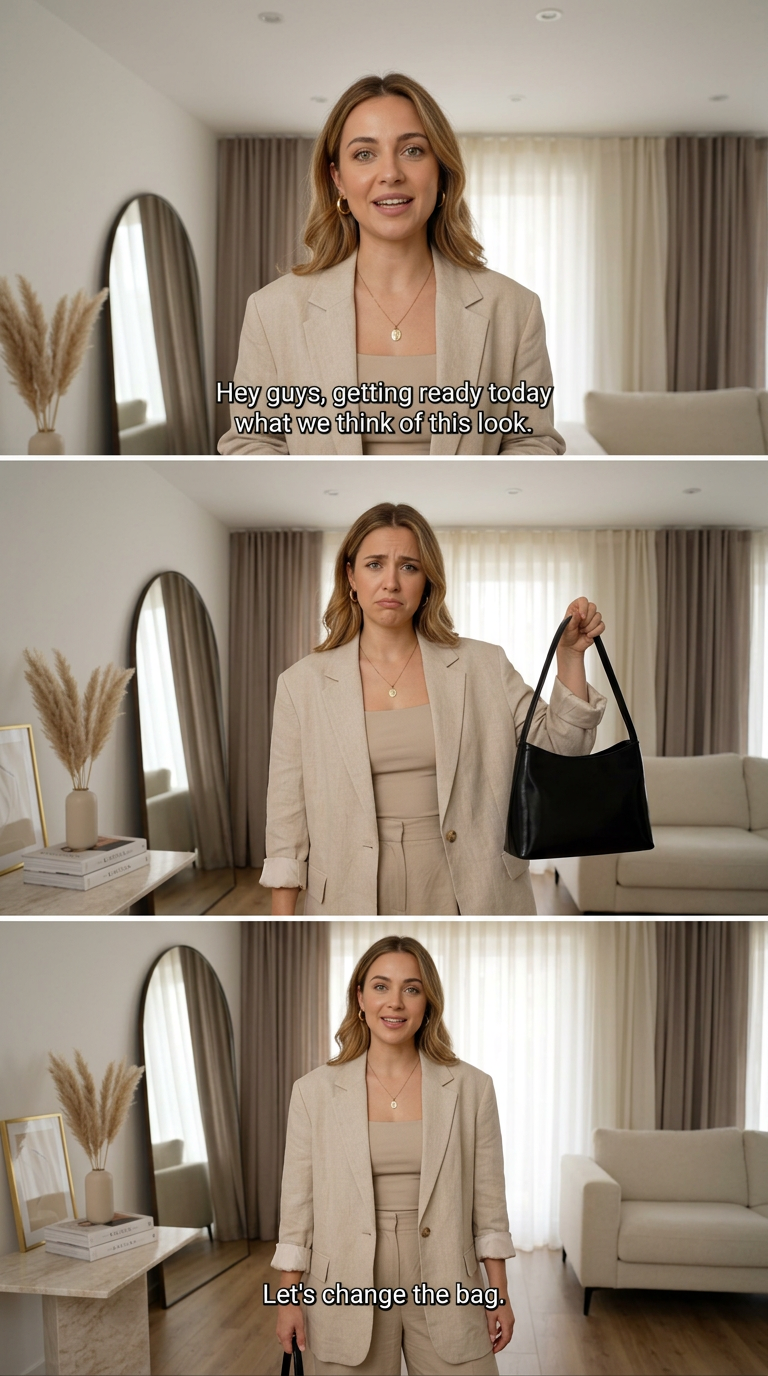 Hey guys, getting ready today
what we think of this look.
Let's change the bag.